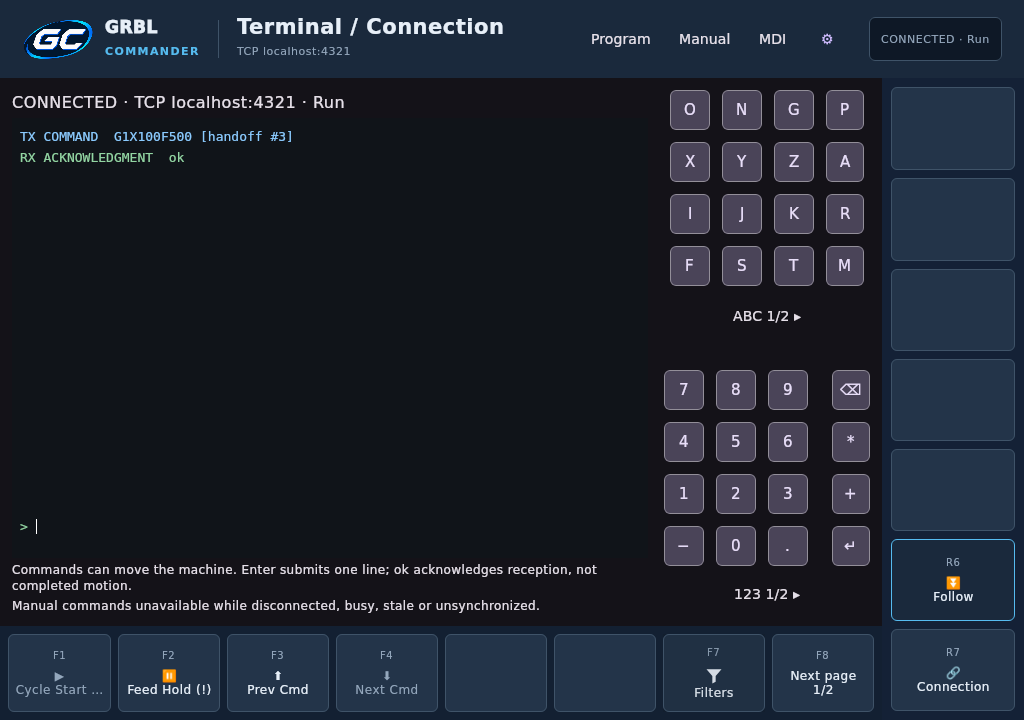 GC
GRBL
COMMANDER
Terminal / Connection
TCP localhost:4321
Program
Manual
MDI
⚙
CONNECTED · Run
CONNECTED · TCP localhost:4321 · Run
TX COMMAND  G1X100F500 [handoff #3]
RX ACKNOWLEDGMENT  ok
>
Commands can move the machine. Enter submits one line; ok acknowledges reception, not
completed motion.
Manual commands unavailable while disconnected, busy, stale or unsynchronized.
O N G P
X Y Z A
I J K R
F S T M
ABC 1/2 ▸
7 8 9 ⌫
4 5 6 *
1 2 3 +
− 0 . ↵
123 1/2 ▸
R6
⏬
Follow
R7
🔗
Connection
F1
▶
Cycle Start ...
F2
⏸
Feed Hold (!)
F3
⬆
Prev Cmd
F4
⬇
Next Cmd
F7
Filters
F8
Next page
1/2